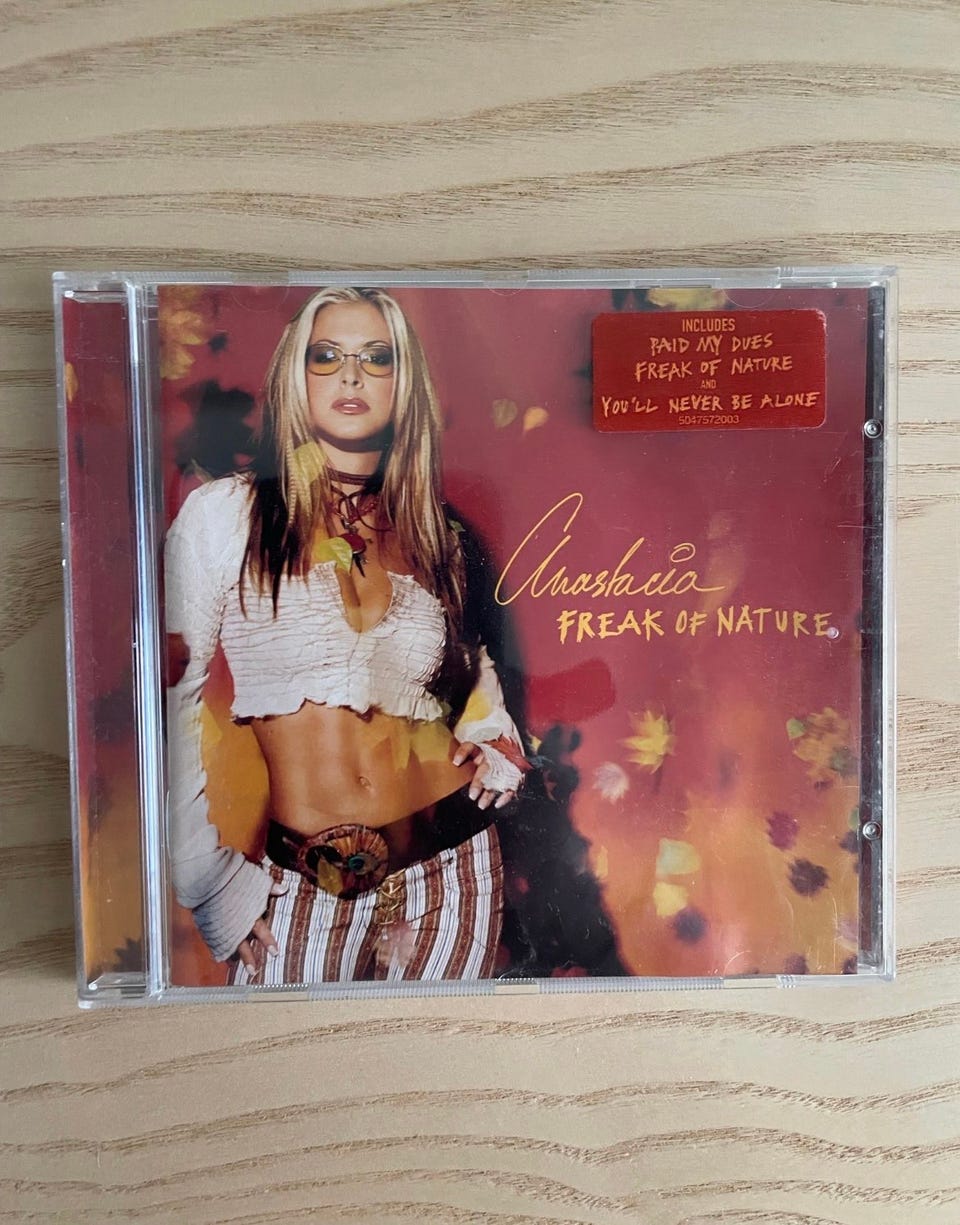 INCLUDES
PAID MY DUES
FREAK OF NATURE
AND
YOU'LL NEVER BE ALONE
5047572003
Anastacia
FREAK OF NATURE